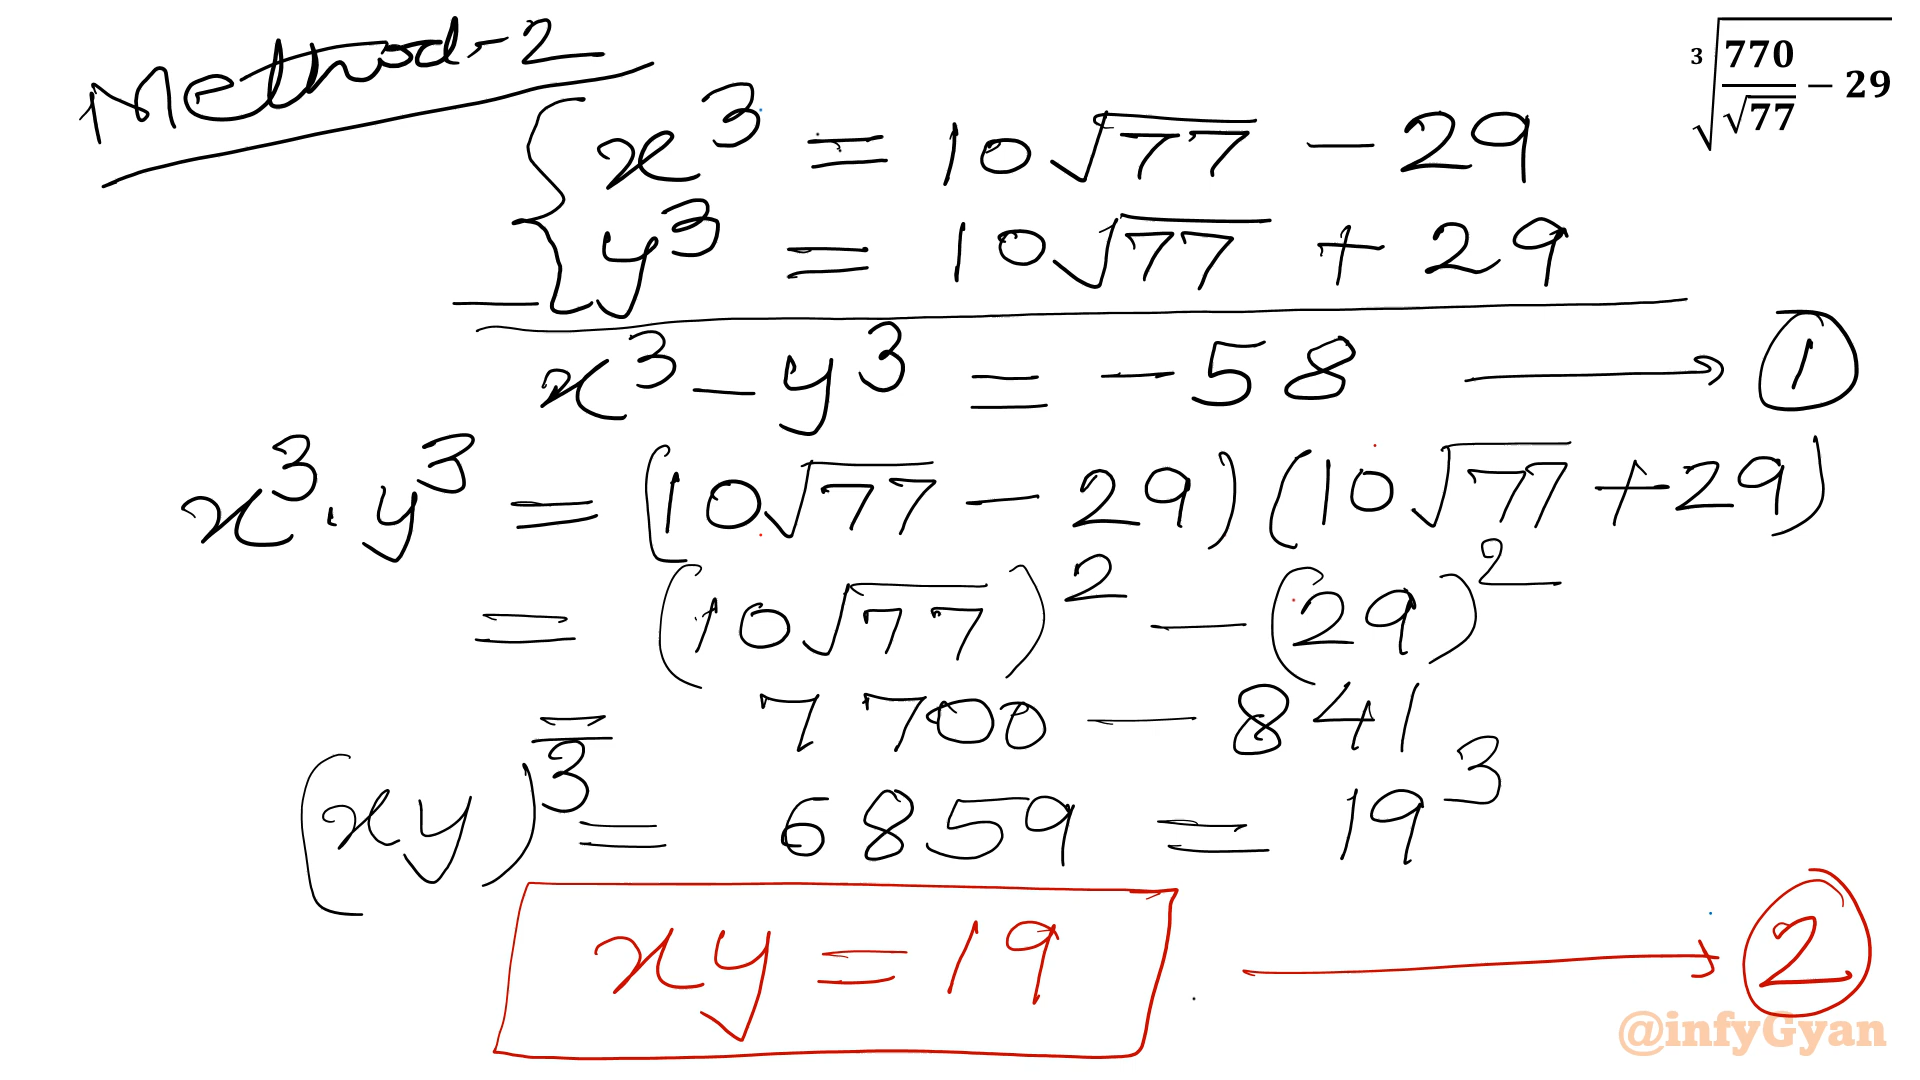 Method-2
∛(770/√77 − 29)
x³ = 10√77 − 29
y³ = 10√77 + 29
x³ − y³ = −58 → ①
x³ · y³ = (10√77 − 29)(10√77 + 29)
= (10√77)² − (29)²
= 7700 − 841
(xy)³ = 6859 = 19³
xy = 19 → ②
@infyGyan